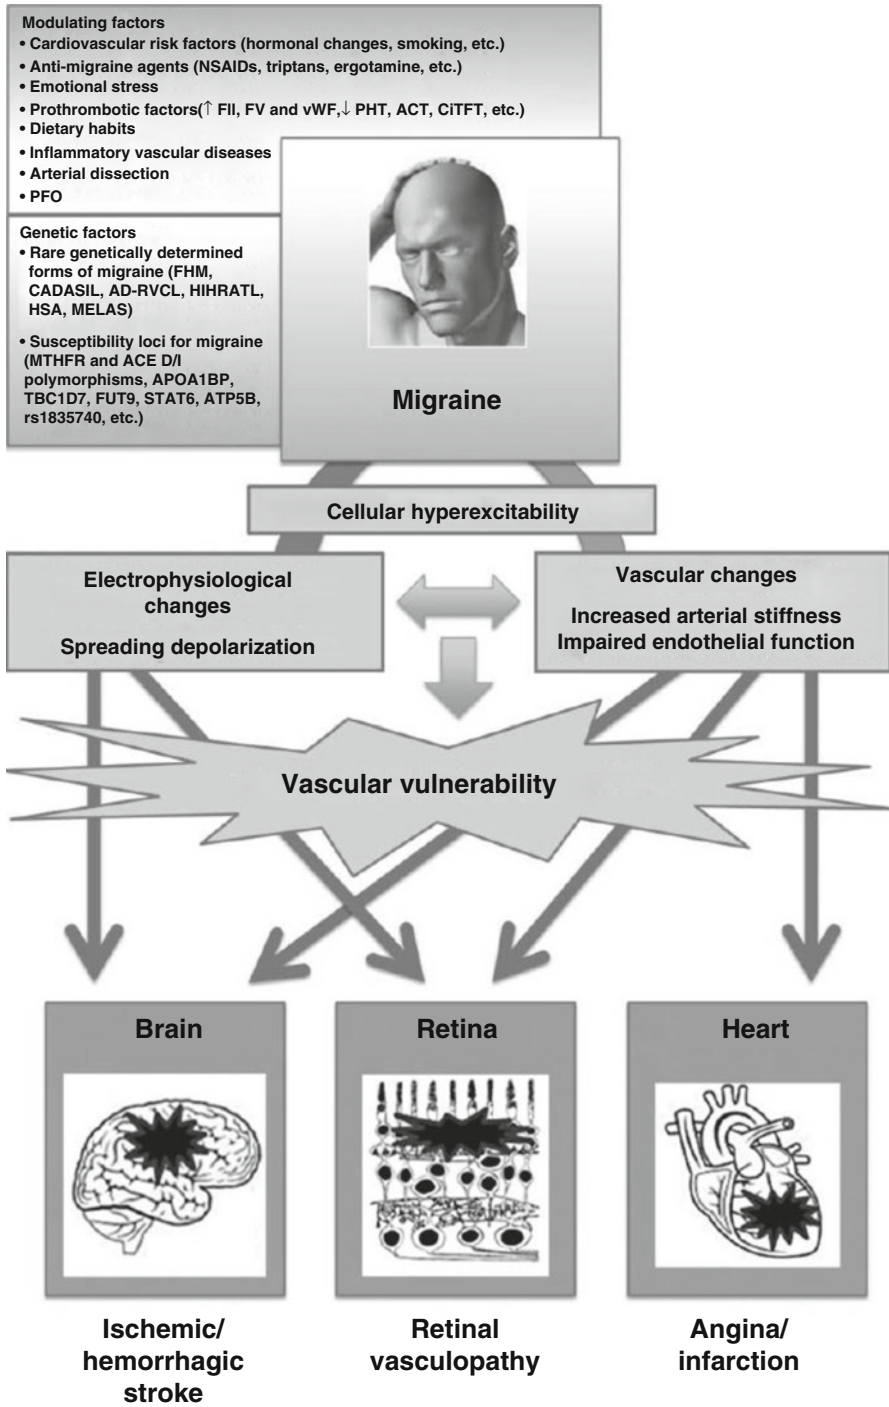 Modulating factors
• Cardiovascular risk factors (hormonal changes, smoking, etc.)
• Anti-migraine agents (NSAIDs, triptans, ergotamine, etc.)
• Emotional stress
• Prothrombotic factors(↑ FII, FV and vWF,↓ PHT, ACT, CiTFT, etc.)
• Dietary habits
• Inflammatory vascular diseases
• Arterial dissection
• PFO
Genetic factors
• Rare genetically determined
forms of migraine (FHM,
CADASIL, AD-RVCL, HIHRATL,
HSA, MELAS)
• Susceptibility loci for migraine
(MTHFR and ACE D/I
polymorphisms, APOA1BP,
TBC1D7, FUT9, STAT6, ATP5B,
rs1835740, etc.)
Migraine
Cellular hyperexcitability
Electrophysiological
changes
Spreading depolarization
Vascular changes
Increased arterial stiffness
Impaired endothelial function
Vascular vulnerability
Brain
Retina
Heart
Ischemic/
hemorrhagic
stroke
Retinal
vasculopathy
Angina/
infarction